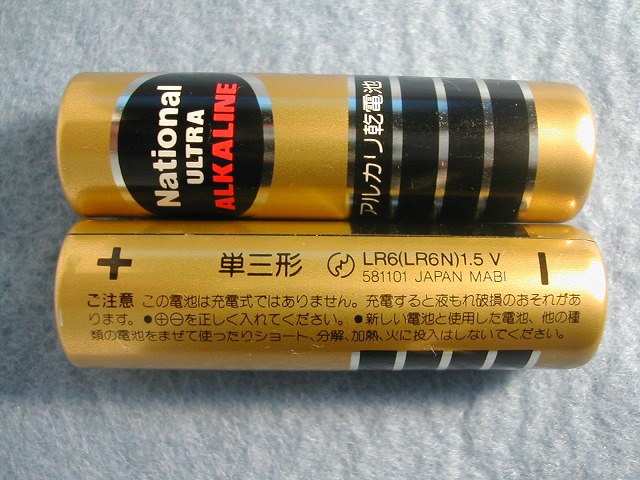 National
ULTRA
ALKALINE
アルカリ乾電池
+ 単三形 LR6(LR6N)1.5 V −
581101 JAPAN MABI
ご注意 この電池は充電式ではありません。充電すると液もれ破損のおそれがあ
ります。●⊕⊖を正しく入れてください。●新しい電池と使用した電池、他の種
類の電池をまぜて使ったりショート、分解、加熱、火に投入はしないでください。